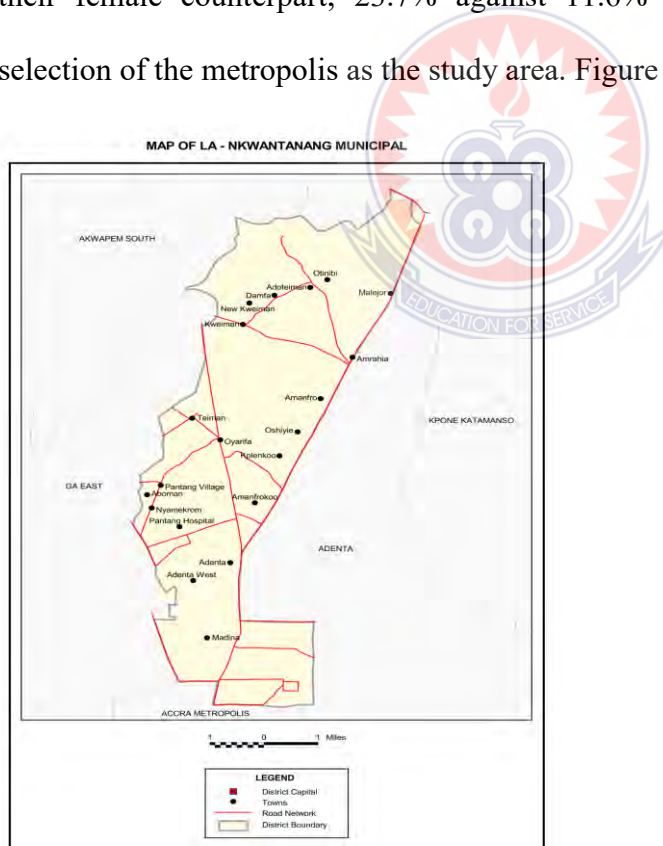 their female counterpart, 23.7% against 11.6%
selection of the metropolis as the study area. Figure
MAP OF LA - NKWANTANANG MUNICIPAL
AKWAPEM SOUTH
Otinibi
Adoteiman
Damfa
Malejor
New Kweiman
Kweiman
EDUCATION FOR SERVICE
Amrahia
Amanfro
Teiman
KPONE KATAMANSO
Oshiyie
Oyarifa
Kplenkoo
GA EAST
Pantang Village
Aboman
Amanfrokoo
Nyamekrom
Pantang Hospital
ADENTA
Adenta
Adenta West
Madina
ACCRA METROPOLIS
1 0 1 Miles
LEGEND
District Capital
Towns
Road Network
District Boundary